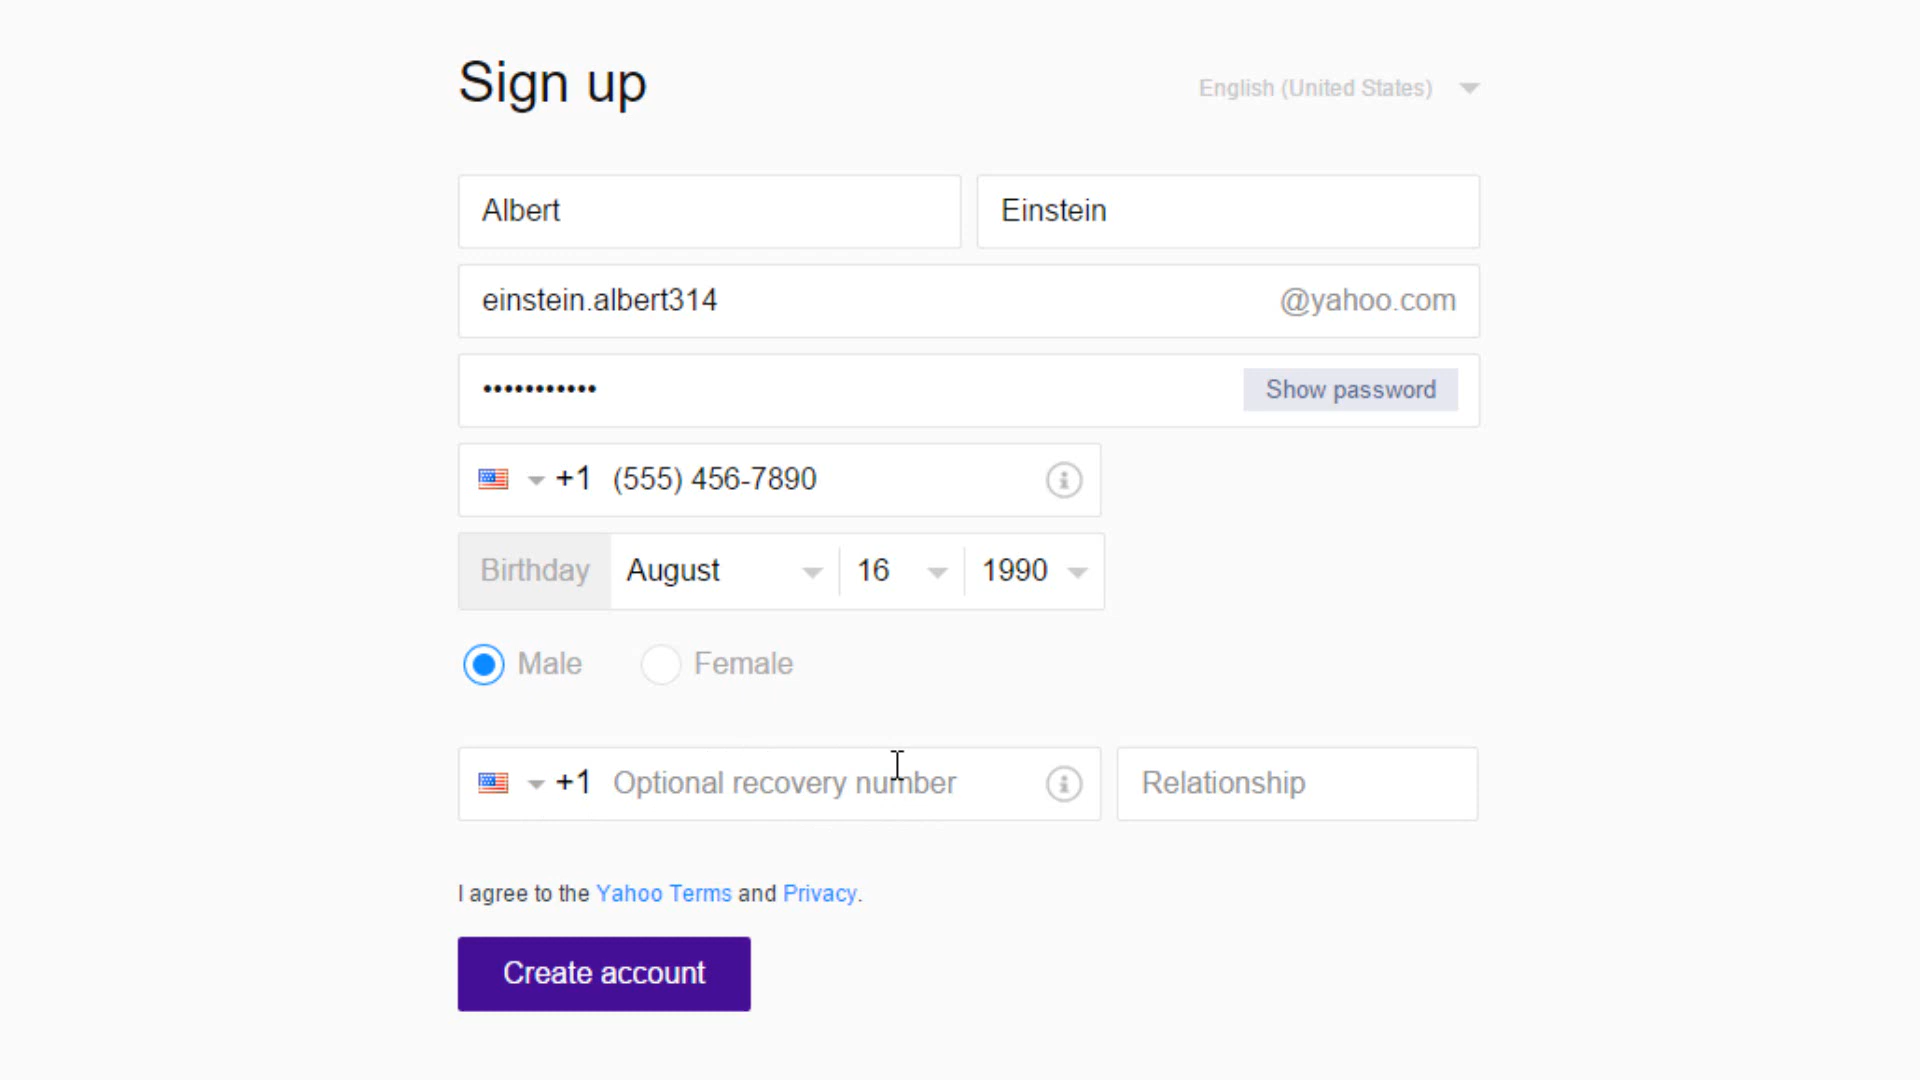 Sign up
English (United States)
Albert
Einstein
einstein.albert314
@yahoo.com
•••••••••••
Show password
+1 (555) 456-7890
Birthday August 16 1990
Male Female
+1 Optional recovery number
Relationship
I agree to the Yahoo Terms and Privacy.
Create account